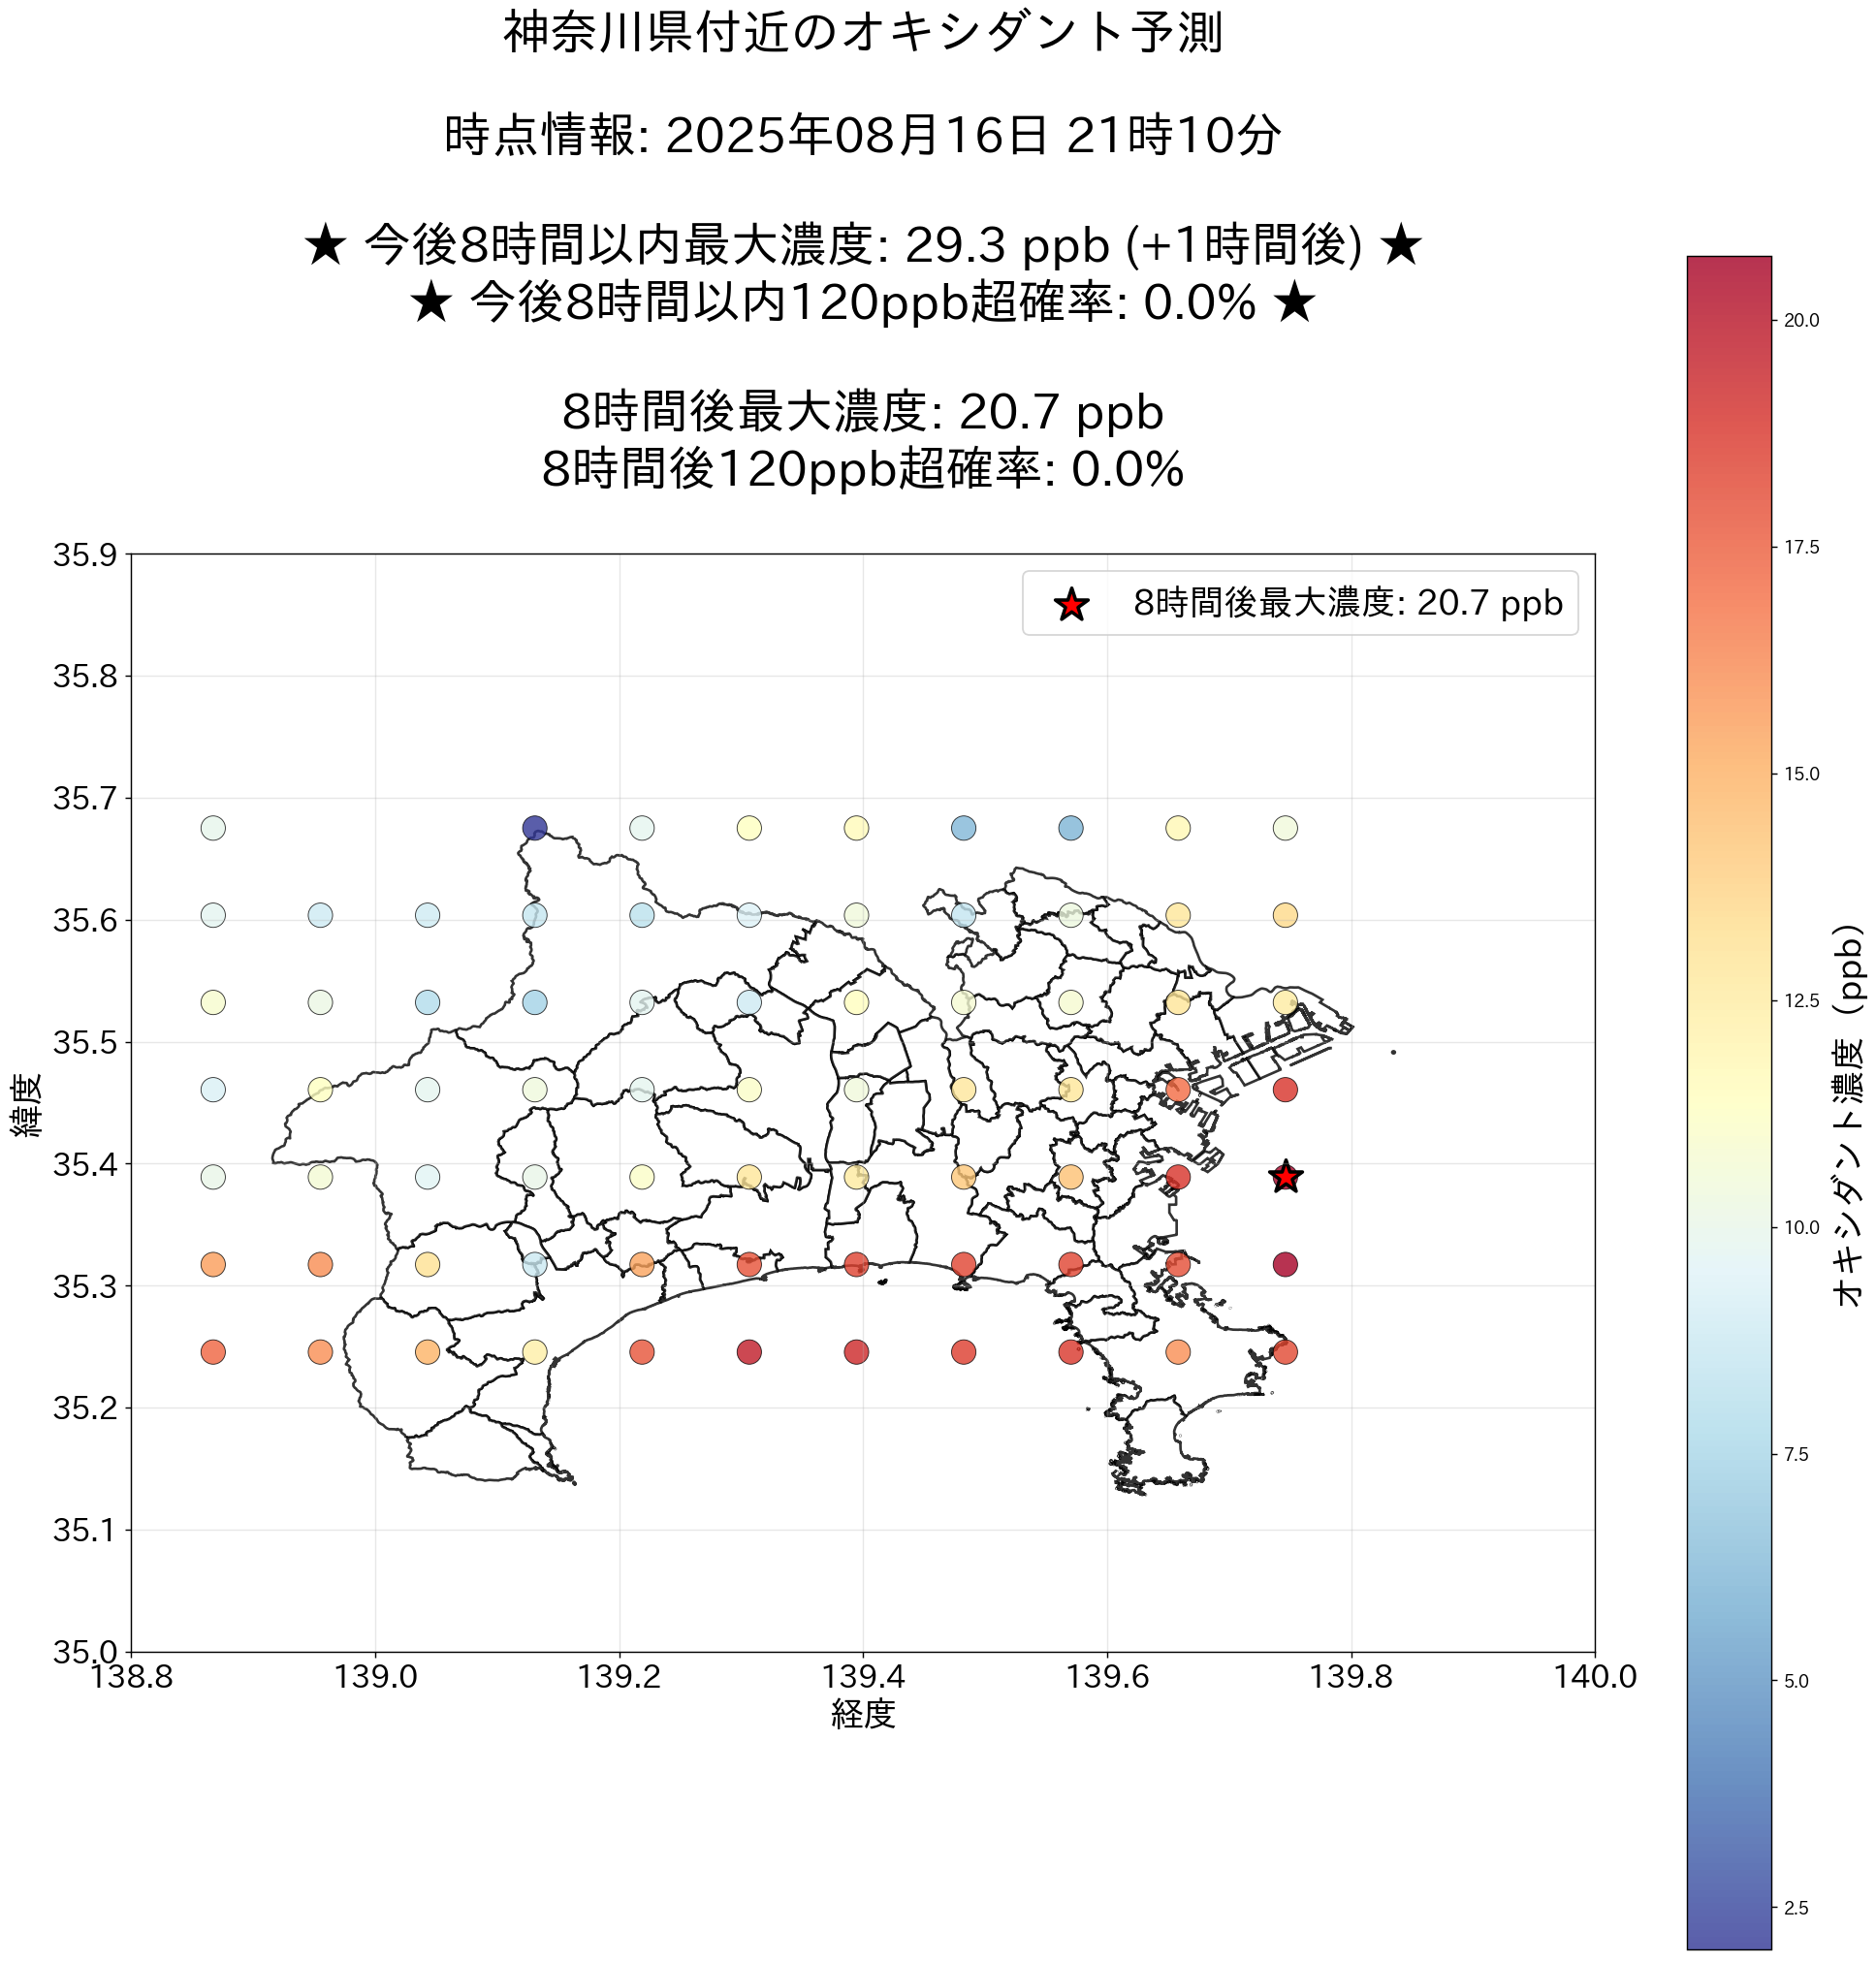 神奈川県付近のオキシダント予測
時点情報: 2025年08月16日 21時10分
★ 今後8時間以内最大濃度: 29.3 ppb (+1時間後) ★
★ 今後8時間以内120ppb超確率: 0.0% ★
8時間後最大濃度: 20.7 ppb
8時間後120ppb超確率: 0.0%
8時間後最大濃度: 20.7 ppb
35.9
35.8
35.7
35.6
35.5
35.4
35.3
35.2
35.1
35.0
緯度
138.8
139.0
139.2
139.4
139.6
139.8
140.0
経度
20.0
17.5
15.0
12.5
10.0
7.5
5.0
2.5
オキシダント濃度 (ppb)